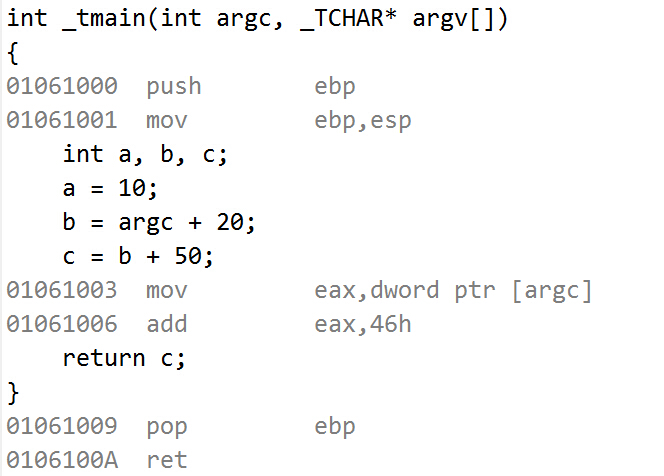 int _tmain(int argc, _TCHAR* argv[])
{
01061000  push        ebp
01061001  mov         ebp,esp
    int a, b, c;
    a = 10;
    b = argc + 20;
    c = b + 50;
01061003  mov         eax,dword ptr [argc]
01061006  add         eax,46h
    return c;
}
01061009  pop         ebp
0106100A  ret